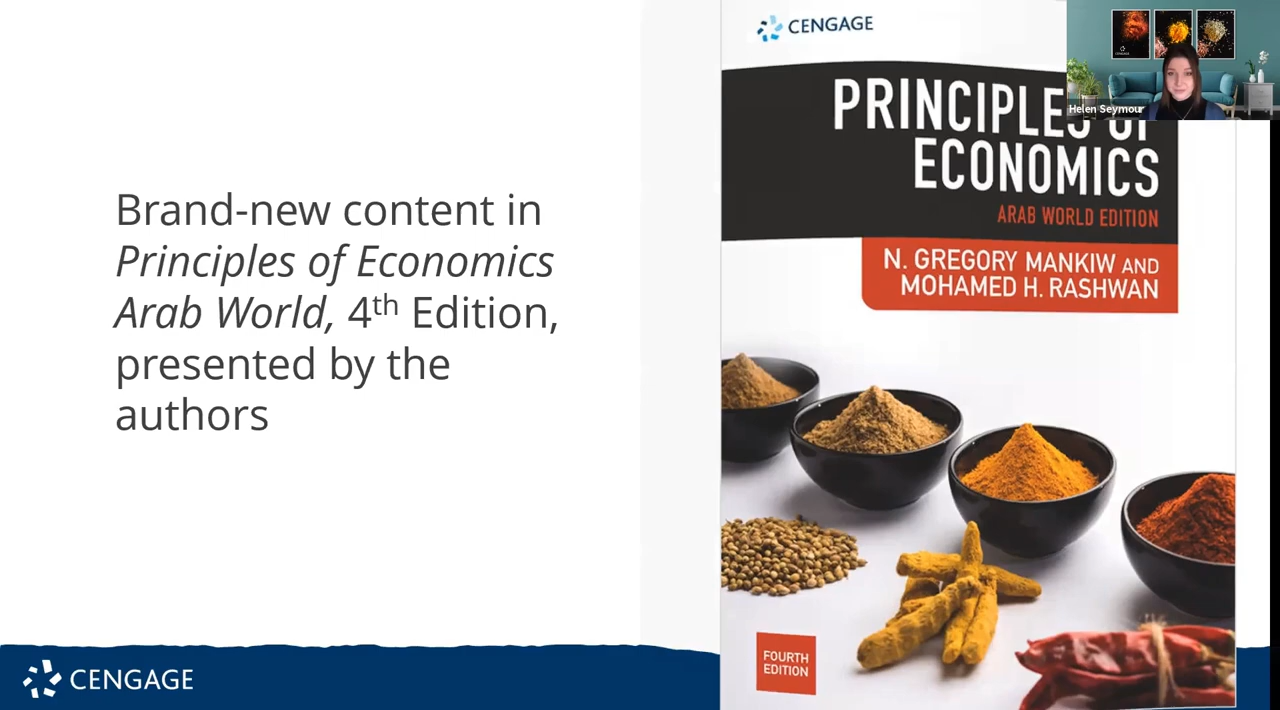 Brand-new content in
Principles of Economics
Arab World, 4th Edition,
presented by the
authors
CENGAGE
CENGAGE
PRINCIPLES OF
ECONOMICS
ARAB WORLD EDITION
N. GREGORY MANKIW AND
MOHAMED H. RASHWAN
FOURTH
EDITION
Helen Seymour